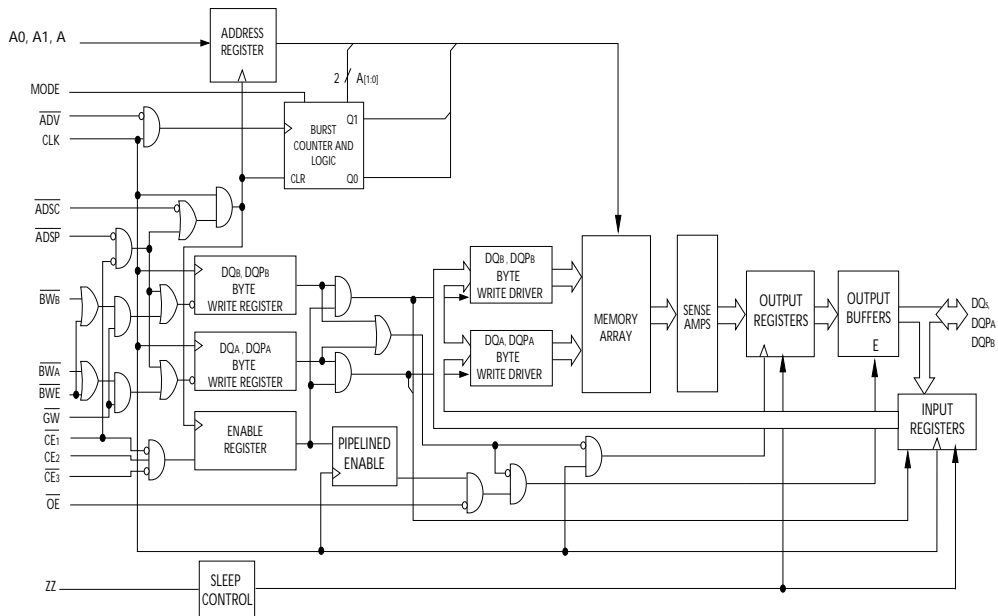 A0, A1, A
ADDRESS
REGISTER
2
A[1:0]
MODE
ADV
CLK
BURST
COUNTER AND
LOGIC
CLR
Q1
Q0
ADSC
ADSP
DQB, DQPB
BYTE
WRITE REGISTER
DQB, DQPB
BYTE
WRITE DRIVER
MEMORY
ARRAY
SENSE
AMPS
OUTPUT
REGISTERS
OUTPUT
BUFFERS
E
DQs,
DQPA
DQPB
BWB
DQA, DQPA
BYTE
WRITE REGISTER
DQA, DQPA
BYTE
WRITE DRIVER
BWA
BWE
GW
CE1
CE2
CE3
ENABLE
REGISTER
PIPELINED
ENABLE
INPUT
REGISTERS
OE
ZZ
SLEEP
CONTROL